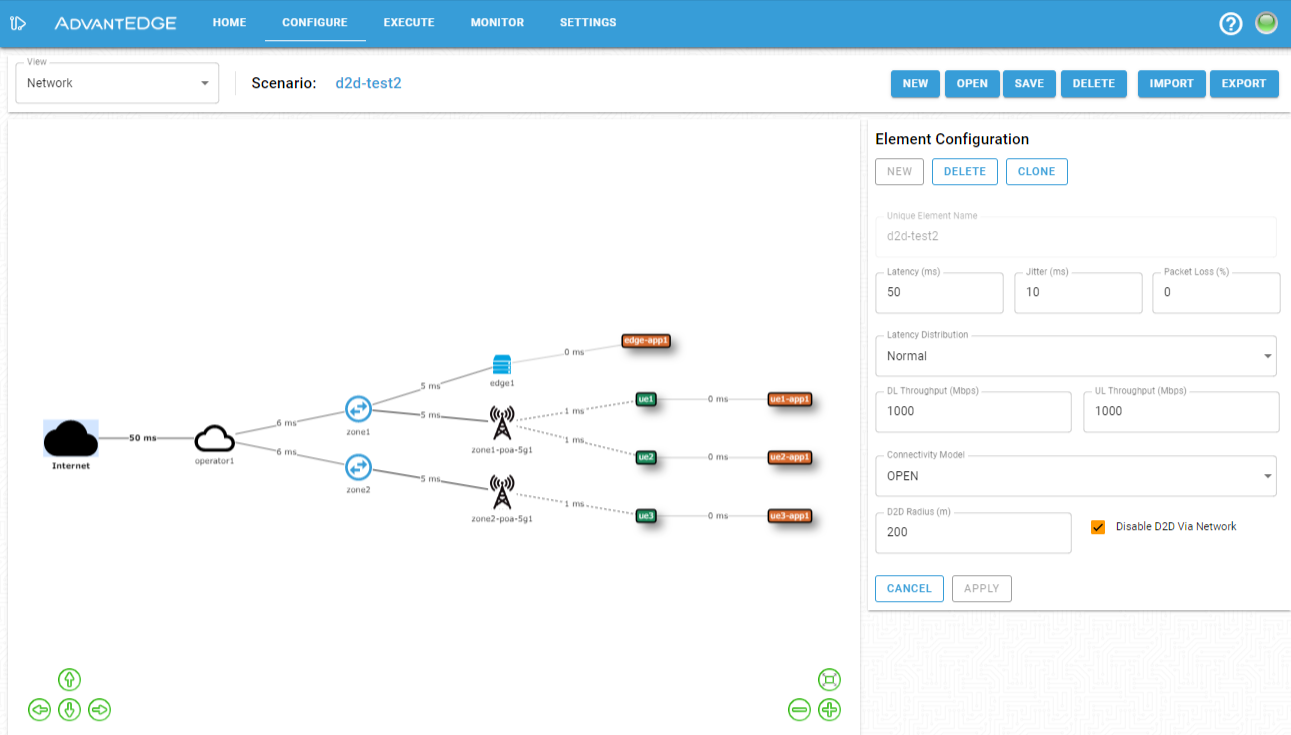 ADVANTEDGE HOME CONFIGURE EXECUTE MONITOR SETTINGS
View
Network
Scenario: d2d-test2
NEW OPEN SAVE DELETE IMPORT EXPORT
Element Configuration
NEW DELETE CLONE
Unique Element Name
d2d-test2
Latency (ms) Jitter (ms) Packet Loss (%)
50 10 0
Latency Distribution
Normal
DL Throughput (Mbps) UL Throughput (Mbps)
1000 1000
Connectivity Model
OPEN
D2D Radius (m)
200
Disable D2D Via Network
CANCEL APPLY
edge-app1
0 ms
edge1
5 ms
ue1 0 ms ue1-app1
1 ms
5 ms
zone1
6 ms
zone1-poa-5g1
1 ms
ue2 0 ms ue2-app1
50 ms
Internet
operator1
6 ms
zone2
5 ms
zone2-poa-5g1
1 ms
ue3 0 ms ue3-app1